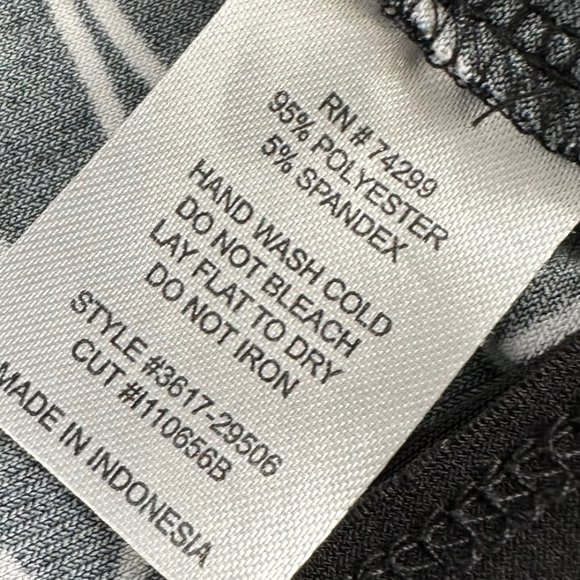 RN # 74299
95% POLYESTER
5% SPANDEX
HAND WASH COLD
DO NOT BLEACH
LAY FLAT TO DRY
DO NOT IRON
STYLE #3617-29506
CUT #I110656B
MADE IN INDONESIA